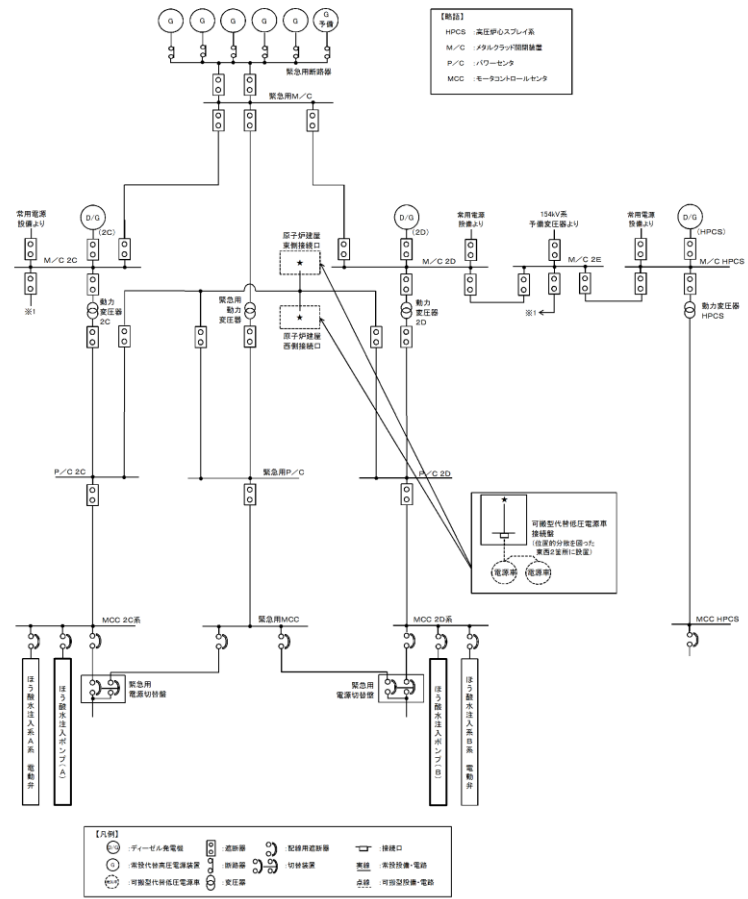 G
G
G
G
G
G
予備
緊急用断路器
緊急用M/C
【略語】
HPCS :高圧炉心スプレイ系
M/C :メタルクラッド開閉装置
P/C :パワーセンタ
MCC :モータコントロールセンタ
常用電源
設備より
D/G
(2C)
M/C 2C
※1
動力
変圧器
2C
原子炉建屋
東側接続口
★
緊急用
動力
変圧器
★
原子炉建屋
西側接続口
D/G
(2D)
M/C 2D
動力
変圧器
2D
常用電源
設備より
154kV系
予備変圧器より
M/C 2E
※1
常用電源
設備より
D/G
(HPCS)
M/C HPCS
動力変圧器
HPCS
P/C 2C
緊急用P/C
P/C 2D
★
可搬型代替低圧電源車
接続盤
(位置的分散を図った
東西2箇所に設置)
電源車
電源車
MCC 2C系
緊急用MCC
MCC 2D系
MCC HPCS
緊急用
電源切替盤
緊急用
電源切替盤
ほう酸水注入系A系 電動弁
ほう酸水注入ポンプ(A)
ほう酸水注入ポンプ(B)
ほう酸水注入系B系 電動弁
【凡例】
D/G :ディーゼル発電機
:遮断器
:配線用遮断器
:接続口
G :常設代替高圧電源装置
:断路器
:切替装置
実線 :常設設備・電路
電源車 :可搬型代替低圧電源車
:変圧器
点線 :可搬型設備・電路